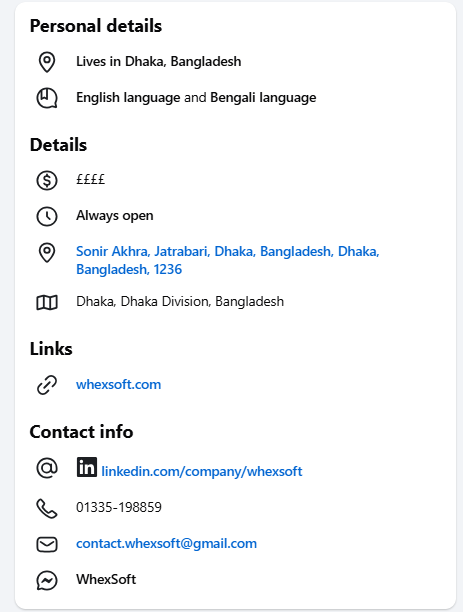 Personal details
Lives in Dhaka, Bangladesh
English language and Bengali language
Details
££££
Always open
Sonir Akhra, Jatrabari, Dhaka, Bangladesh, Dhaka,
Bangladesh, 1236
Dhaka, Dhaka Division, Bangladesh
Links
whexsoft.com
Contact info
linkedin.com/company/whexsoft
01335-198859
contact.whexsoft@gmail.com
WhexSoft